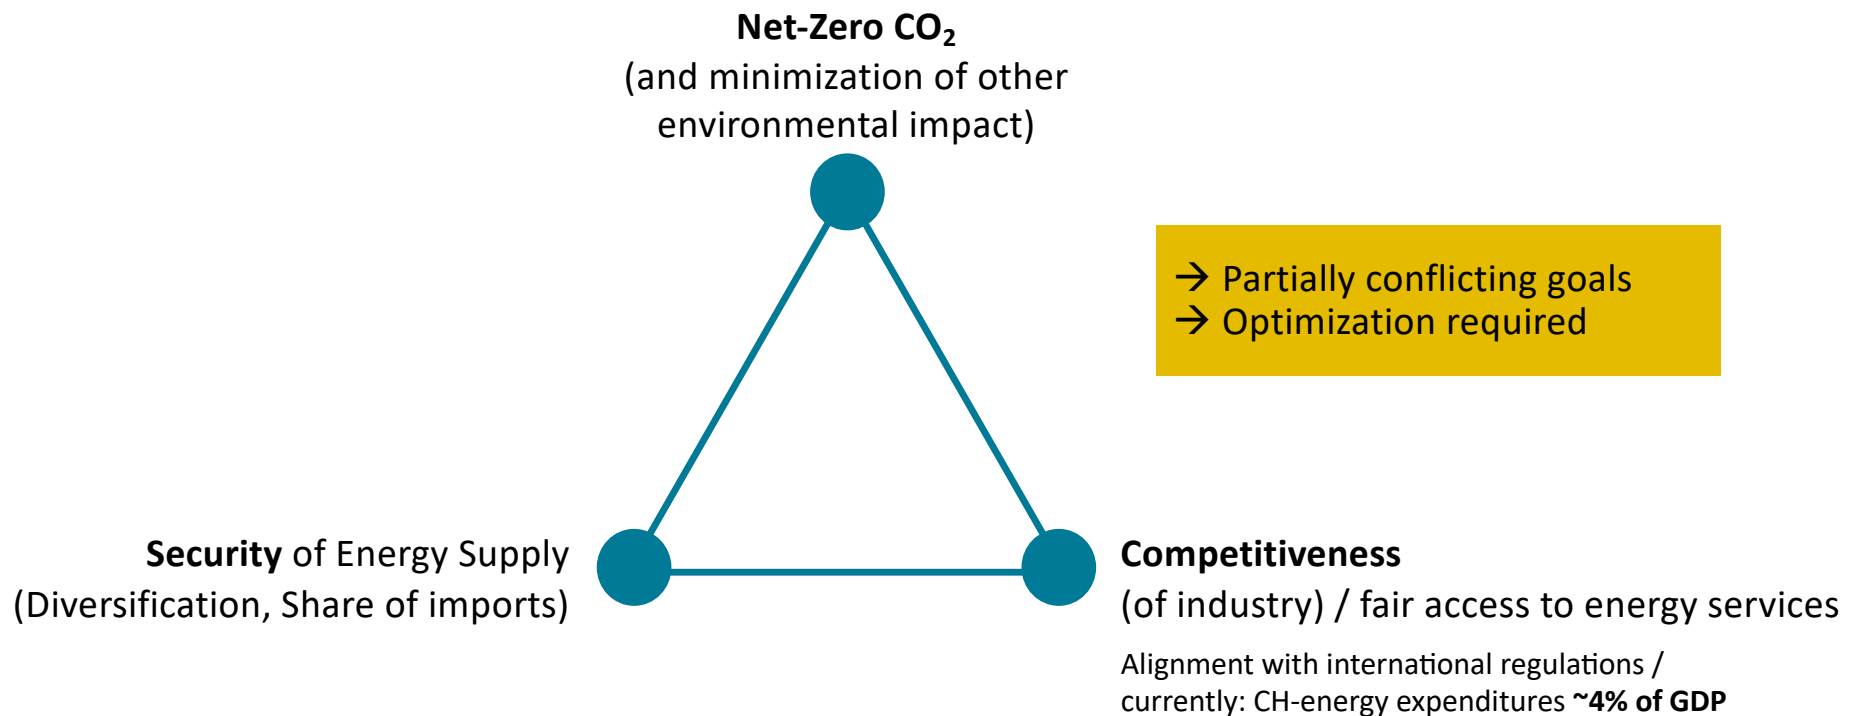 Net-Zero CO₂
(and minimization of other
environmental impact)
→ Partially conflicting goals
→ Optimization required
Security of Energy Supply
(Diversification, Share of imports)
Competitiveness
(of industry) / fair access to energy services
Alignment with international regulations /
currently: CH-energy expenditures ~4% of GDP